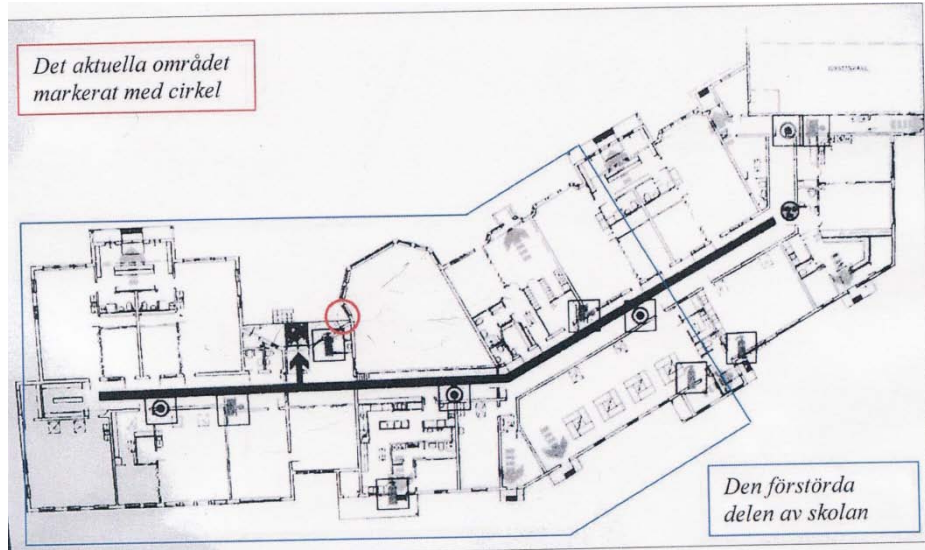 Det aktuella området
markerat med cirkel
Den förstörda
delen av skolan